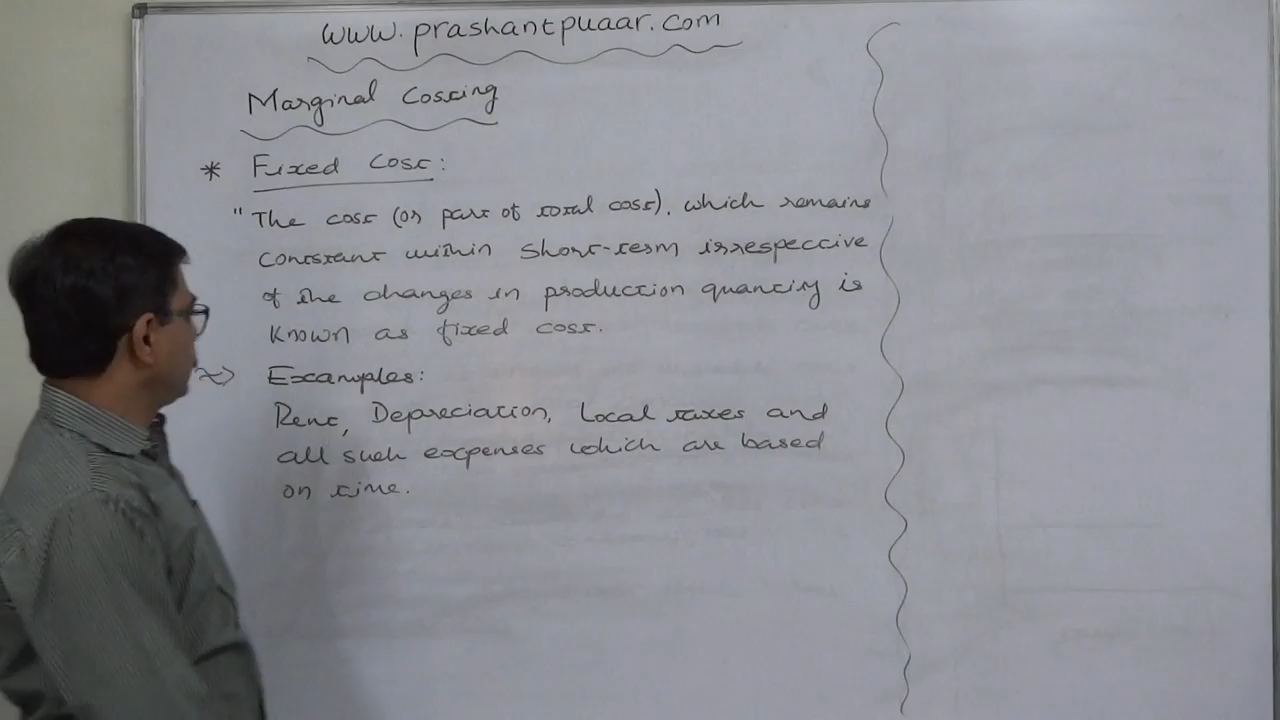 www.prashantpuaar.com
Marginal Costing
* Fixed Cost:
"The cost (or part of total cost), which remains
constant within short-term irrespective
of the changes in production quantity is
known as fixed cost.
Examples:
Rent, Depreciation, Local taxes and
all such expenses which are based
on time.